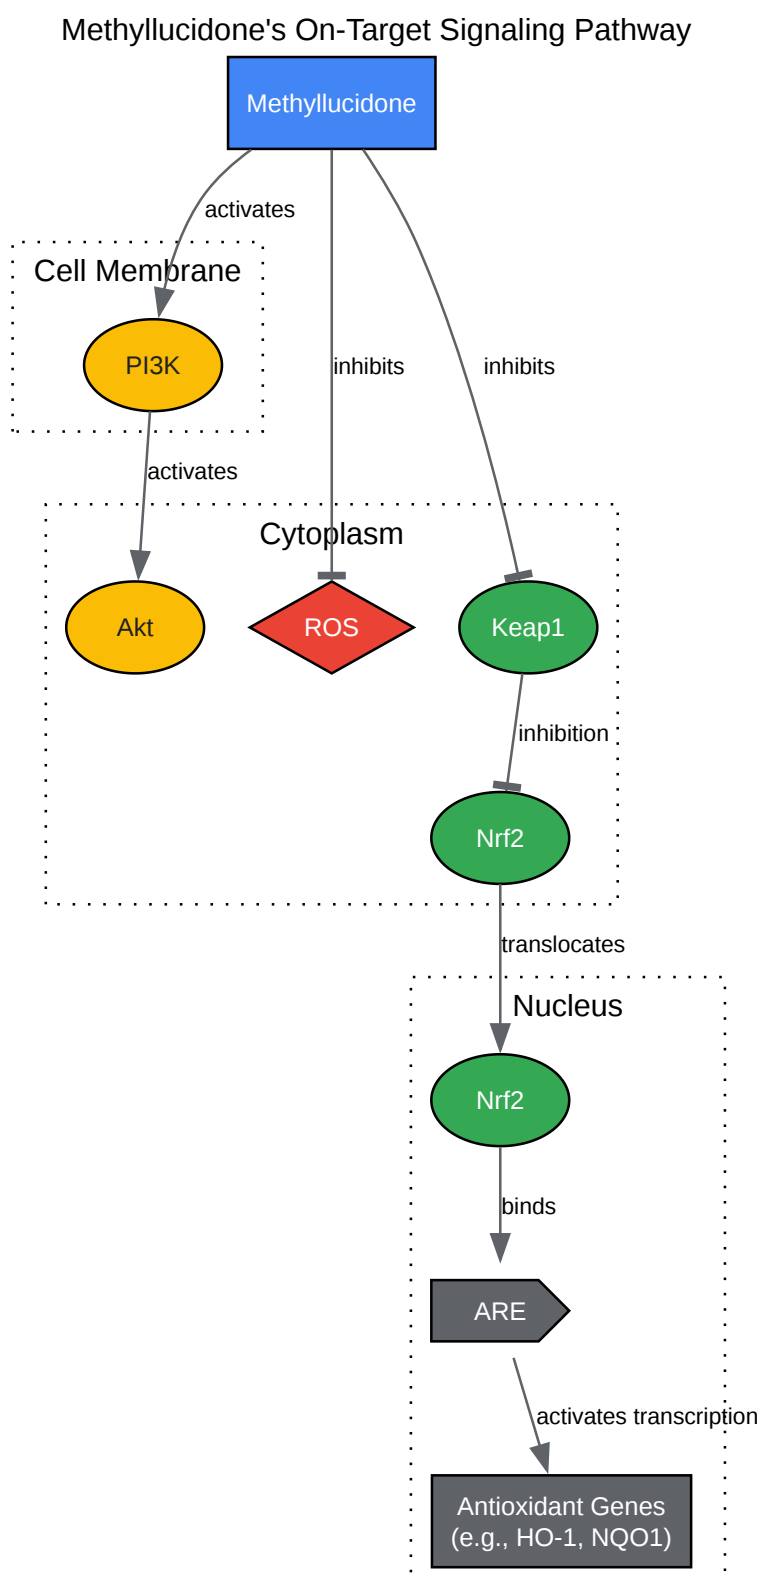 Methyllucidone's On-Target Signaling Pathway
Methyllucidone
activates
Cell Membrane
PI3K
inhibits
inhibits
activates
Cytoplasm
Akt
ROS
Keap1
inhibition
Nrf2
translocates
Nucleus
Nrf2
binds
ARE
activates transcription
Antioxidant Genes
(e.g., HO-1, NQO1)